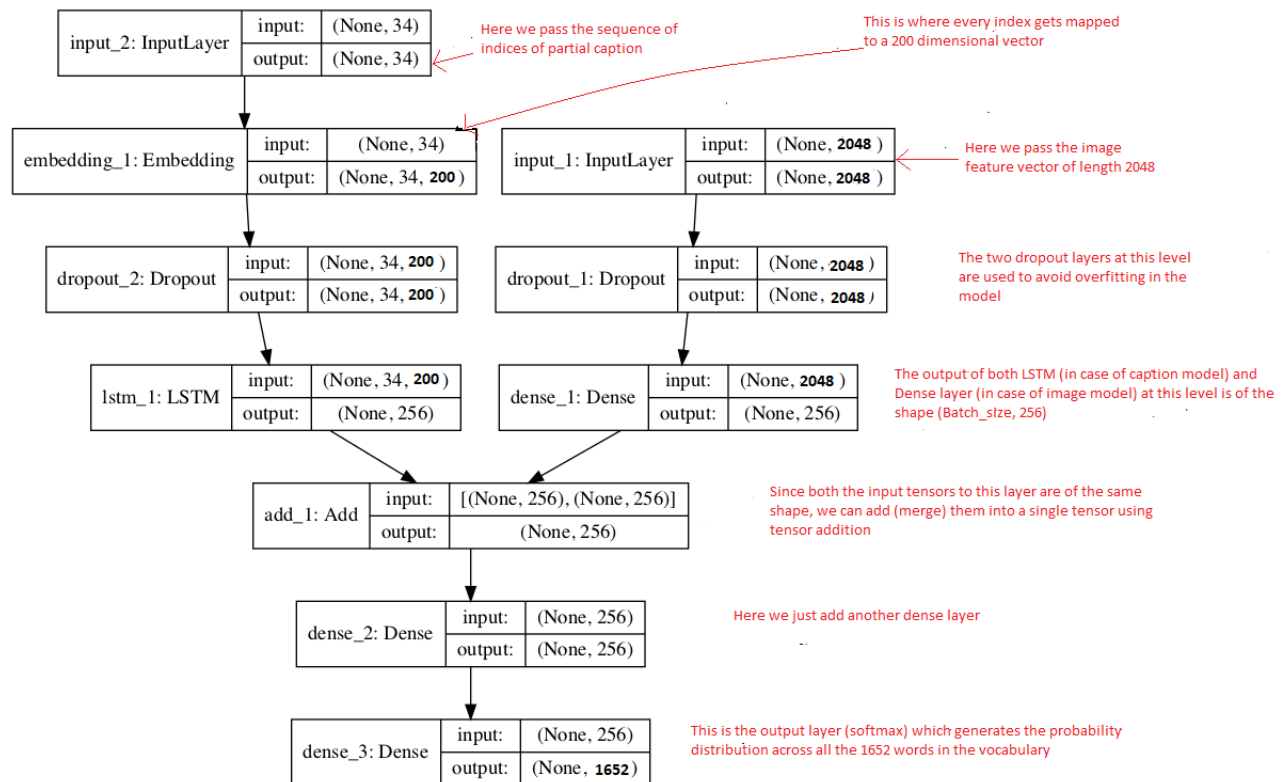 input_2: InputLayer
input: (None, 34)
output: (None, 34)
Here we pass the sequence of
indices of partial caption
This is where every index gets mapped
to a 200 dimensional vector
embedding_1: Embedding
input: (None, 34)
output: (None, 34, 200)
input_1: InputLayer
input: (None, 2048)
output: (None, 2048)
Here we pass the image
feature vector of length 2048
dropout_2: Dropout
input: (None, 34, 200)
output: (None, 34, 200)
dropout_1: Dropout
input: (None, 2048)
output: (None, 2048)
The two dropout layers at this level
are used to avoid overfitting in the
model
lstm_1: LSTM
input: (None, 34, 200)
output: (None, 256)
dense_1: Dense
input: (None, 2048)
output: (None, 256)
The output of both LSTM (in case of caption model) and
Dense layer (in case of image model) at this level is of the
shape (Batch_size, 256)
add_1: Add
input: [(None, 256), (None, 256)]
output: (None, 256)
Since both the input tensors to this layer are of the same
shape, we can add (merge) them into a single tensor using
tensor addition
dense_2: Dense
input: (None, 256)
output: (None, 256)
Here we just add another dense layer
dense_3: Dense
input: (None, 256)
output: (None, 1652)
This is the output layer (softmax) which generates the probability
distribution across all the 1652 words in the vocabulary